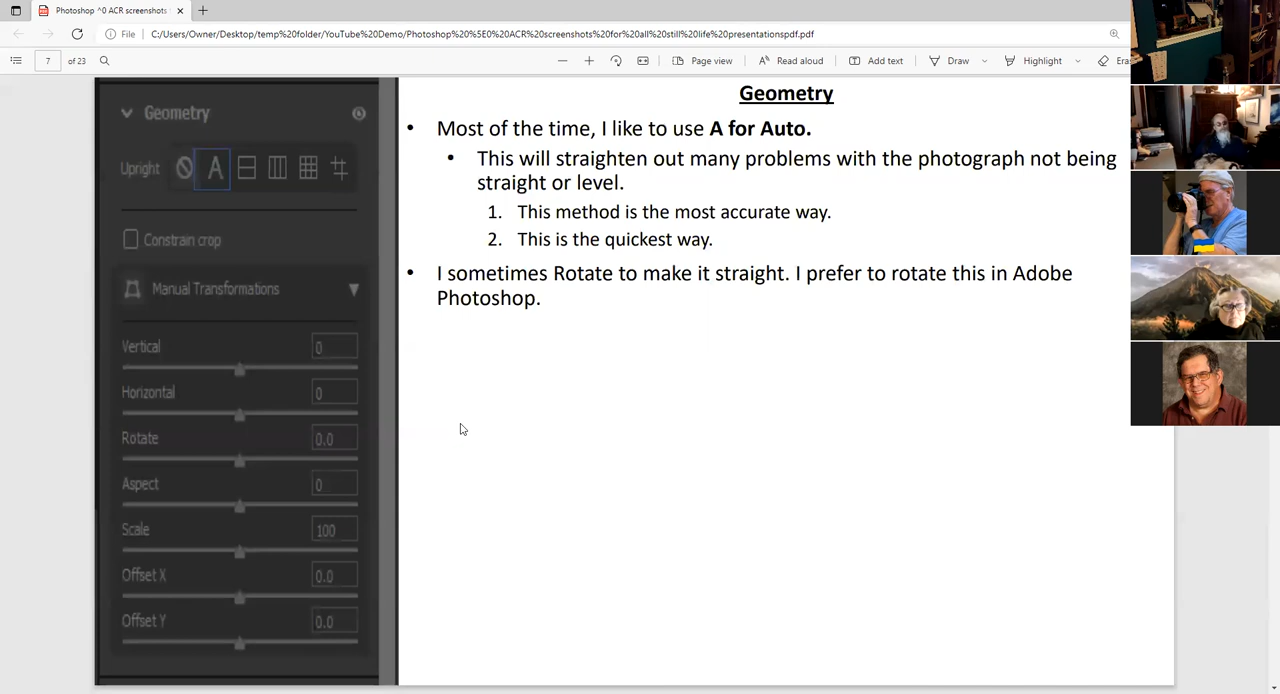 Photoshop ^0 ACR screenshots
File
C:/Users/Owner/Desktop/temp%20folder/YouTube%20Demo/Photoshop%20%5E0%20ACR%20screenshots%20for%20all%20still%20life%20presentationspdf.pdf
7 of 23
Page view
Read aloud
Add text
Draw
Highlight
Eras
Geometry
Upright
A
Constrain crop
Manual Transformations
Vertical 0
Horizontal 0
Rotate 0.0
Aspect 0
Scale 100
Offset X 0.0
Offset Y 0.0
Geometry
• Most of the time, I like to use A for Auto.
• This will straighten out many problems with the photograph not being
straight or level.
1. This method is the most accurate way.
2. This is the quickest way.
• I sometimes Rotate to make it straight. I prefer to rotate this in Adobe
Photoshop.